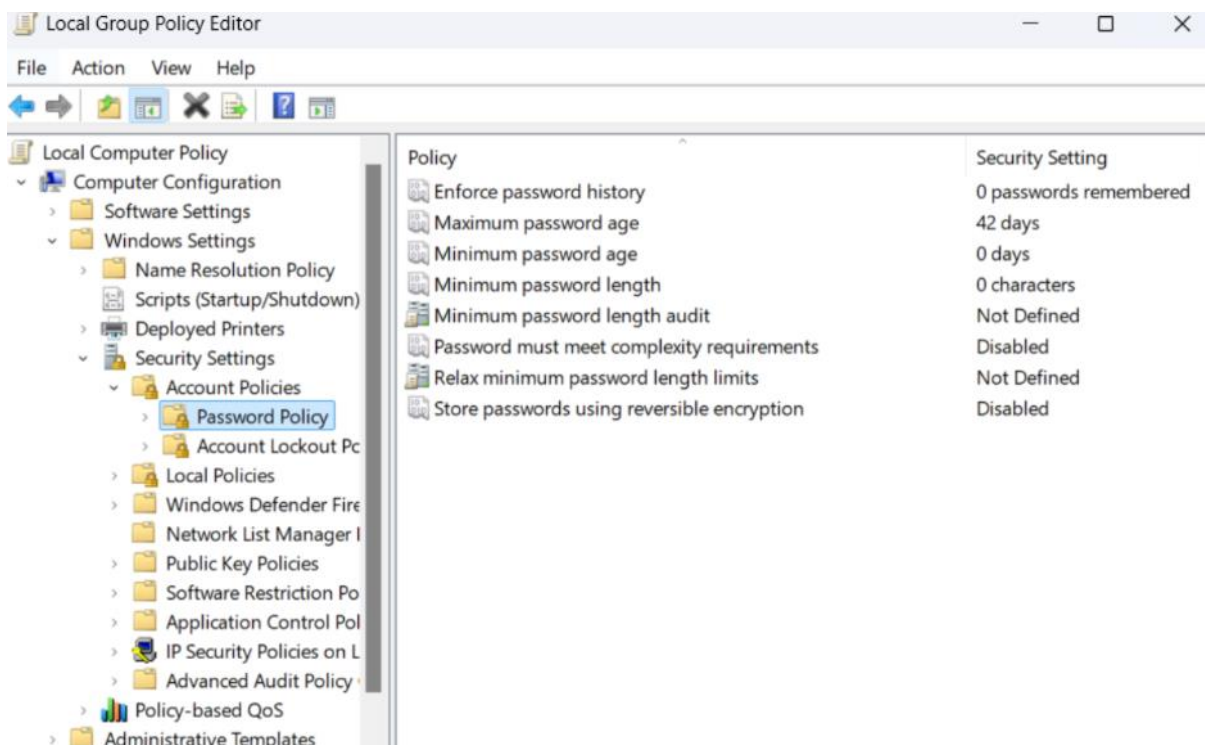 Local Group Policy Editor
File Action View Help
Local Computer Policy
Computer Configuration
Software Settings
Windows Settings
Name Resolution Policy
Scripts (Startup/Shutdown)
Deployed Printers
Security Settings
Account Policies
Password Policy
Account Lockout Pc
Local Policies
Windows Defender Fire
Network List Manager
Public Key Policies
Software Restriction Po
Application Control Pol
IP Security Policies on L
Advanced Audit Policy
Policy-based QoS
Administrative Templates
Policy Security Setting
Enforce password history 0 passwords remembered
Maximum password age 42 days
Minimum password age 0 days
Minimum password length 0 characters
Minimum password length audit Not Defined
Password must meet complexity requirements Disabled
Relax minimum password length limits Not Defined
Store passwords using reversible encryption Disabled